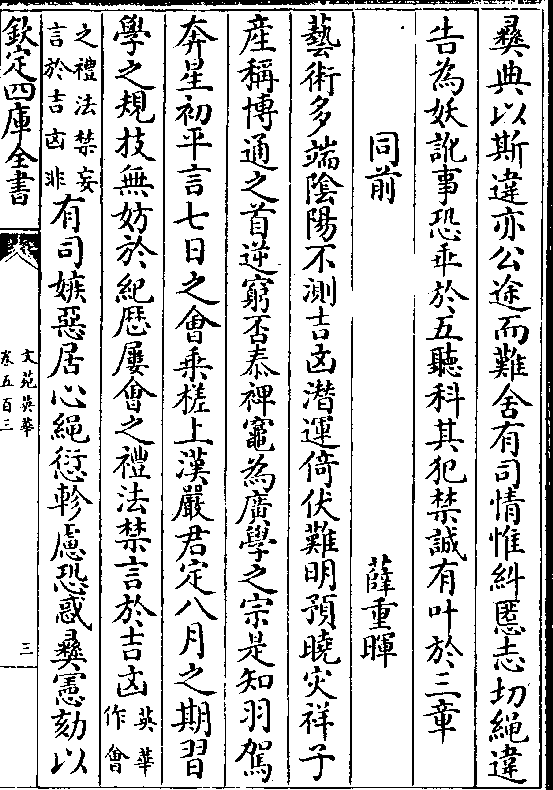 彞典以斯違亦公途而難舍有司情惟糾慝志切繩違
告為妖訛事恐乖於五聽科其犯禁誠有叶於三章
同前 薛重暉
藝術多端陰陽不測吉凶潛運倚伏難明預曉灾祥子
産稱博通之首逆窮否泰裨竈為廣學之宗是知羽駕
奔星初平言七日之會乘槎上漢嚴君定八月之期習
學之規技無妨於紀厯屢會之禮法禁言於吉凶英華作會
之禮法禁妄言於吉凶非有司嫉惡居心繩愆軫慮恐惑彞憲劾以
欽定四庫全書
文苑英華
卷五百三
三